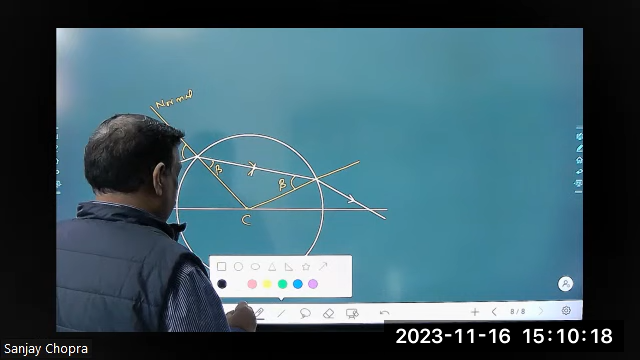 Normal
β
β
C
8/8
2023-11-16 15:10:18
Sanjay Chopra